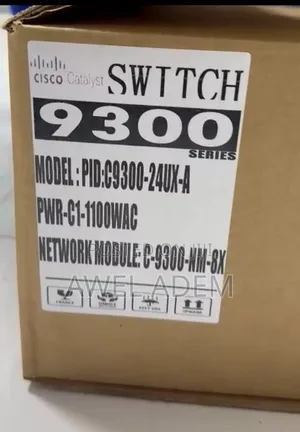 CISCO Catalyst SWITCH
9300
SERIES
MODEL : PID:C9300-24UX-A
PWR-C1-1100WAC
NETWORK MODULE: C-9300-NM-8X
AWEL ADEM